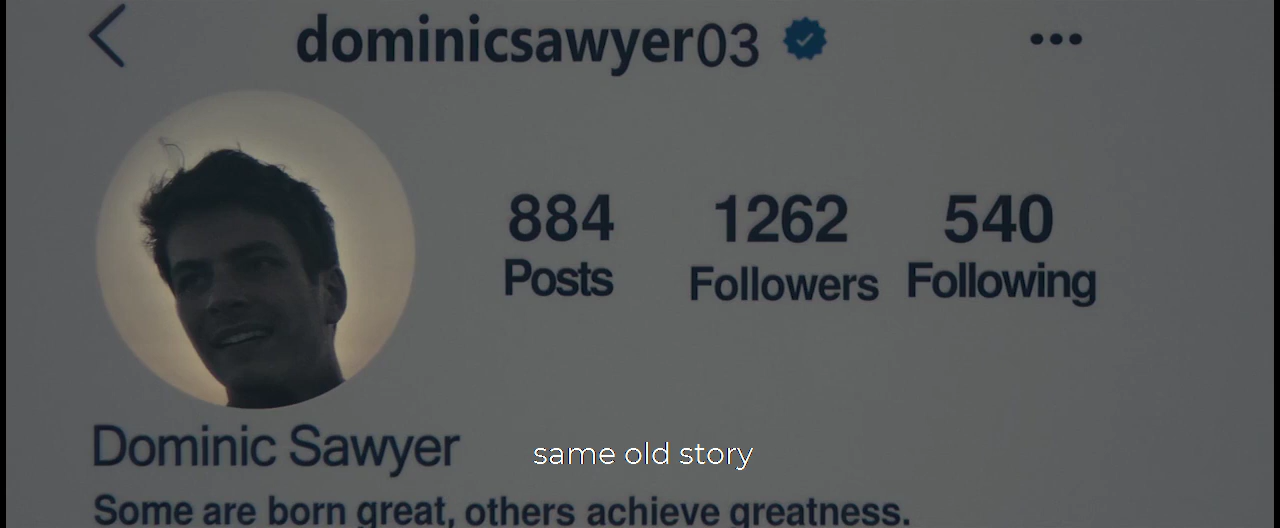 dominicsawyer03
884 1262 540
Posts Followers Following
Dominic Sawyer
same old story
Some are born great, others achieve greatness.